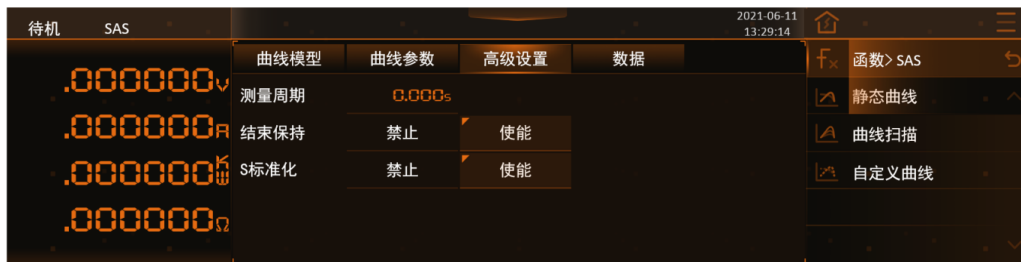 待机 SAS 2021-06-11
13:29:14
曲线模型 曲线参数 高级设置 数据 fx 函数> SAS
.000000V 测量周期 0.000s 静态曲线
.000000A 结束保持 禁止 使能 曲线扫描
.000000KW S标准化 禁止 使能 自定义曲线
.000000Ω